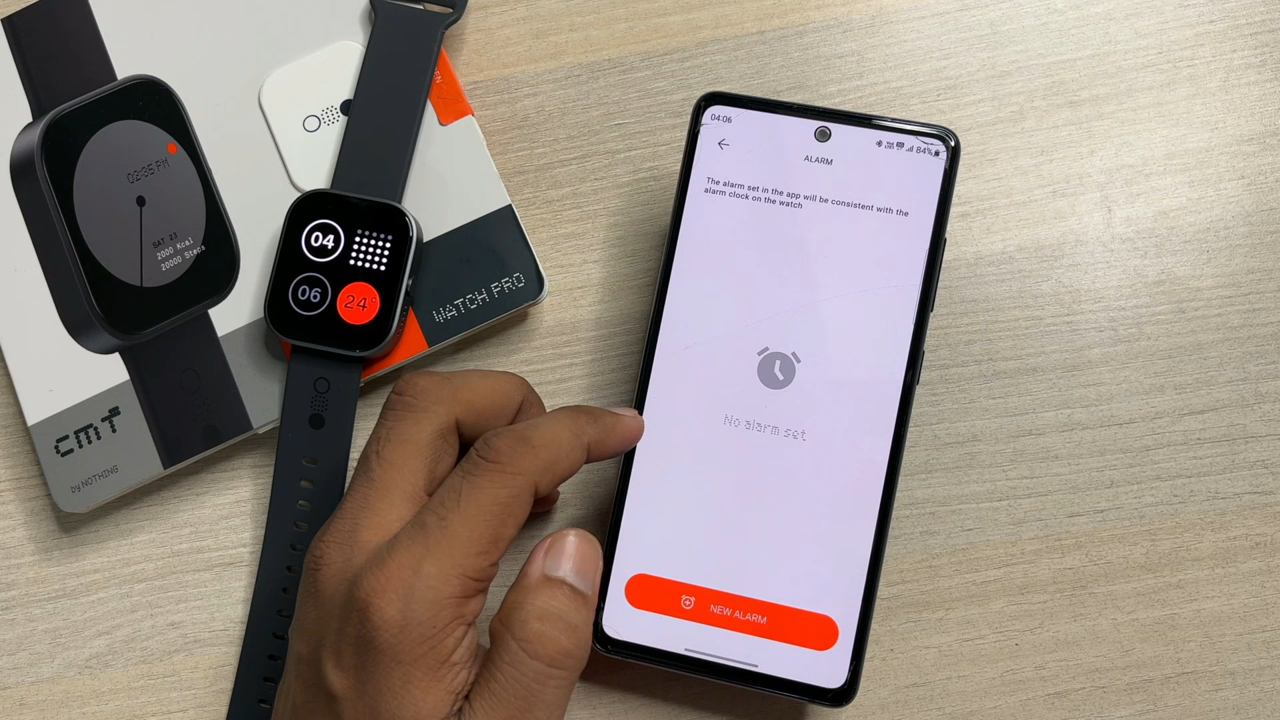 02:35 PM
SAT 23
2000 Kcal
20000 Steps
cmf
by NOTHING
WATCH PRO
04
06
24°
04:06
84%
ALARM
The alarm set in the app will be consistent with the
alarm clock on the watch
No alarm set
NEW ALARM